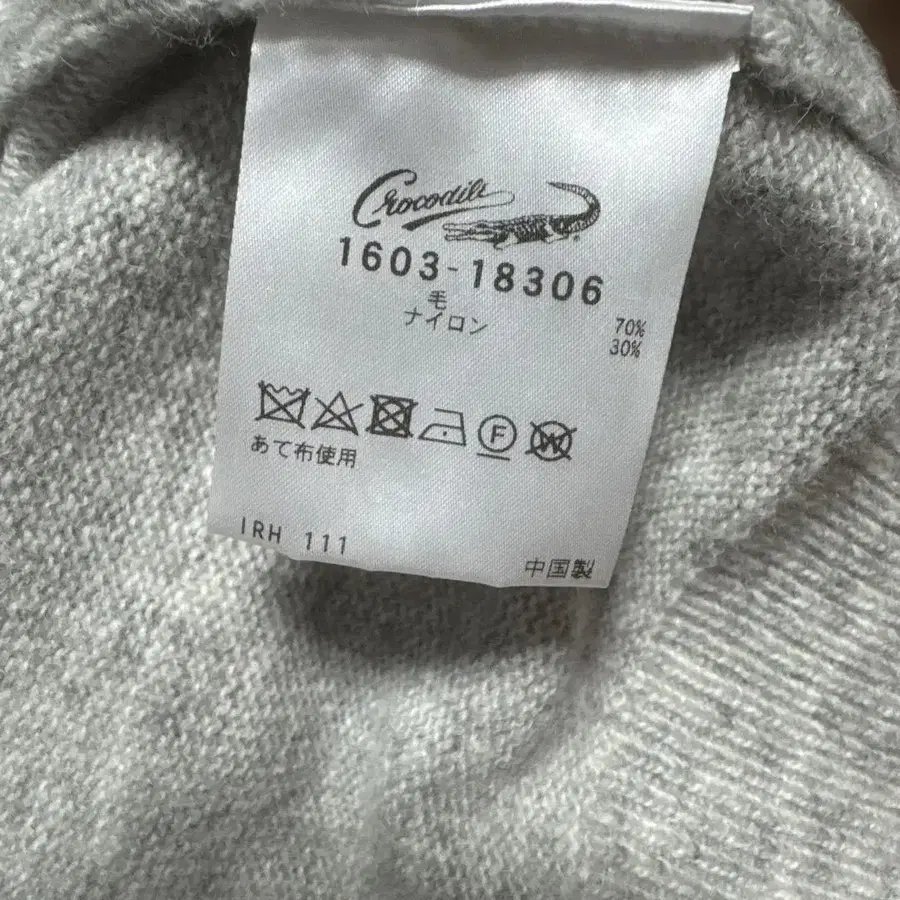 Crocodile
1603-18306
毛 70%
ナイロン 30%
F W
あて布使用
IRH 111
中国製